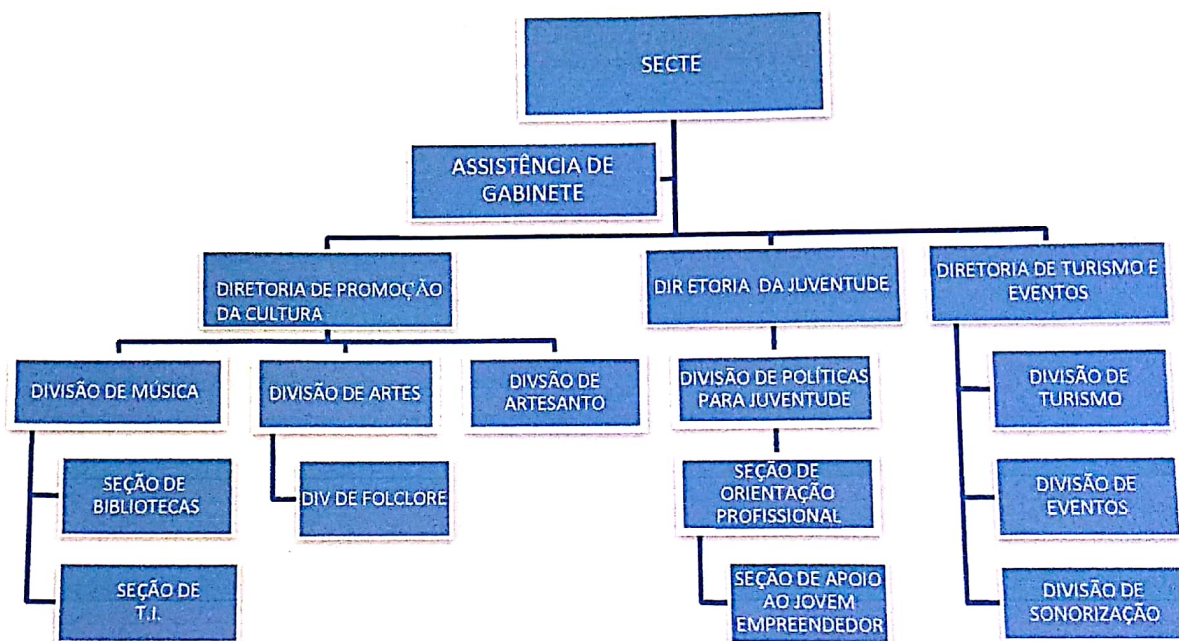 SECTE
ASSISTÊNCIA DE
GABINETE
DIRETORIA DE PROMOÇÃO
DA CULTURA
DIR ETORIA DA JUVENTUDE
DIRETORIA DE TURISMO E
EVENTOS
DIVISÃO DE MÚSICA
DIVISÃO DE ARTES
DIVSÃO DE
ARTESANTO
DIVISÃO DE POLÍTICAS
PARA JUVENTUDE
DIVISÃO DE
TURISMO
SEÇÃO DE
BIBLIOTECAS
DIV DE FOLCLORE
SEÇÃO DE
ORIENTAÇÃO
PROFISSIONAL
DIVISÃO DE
EVENTOS
SEÇÃO DE
T.I.
SEÇÃO DE APOIO
AO JOVEM
EMPREENDEDOR
DIVISÃO DE
SONORIZAÇÃO